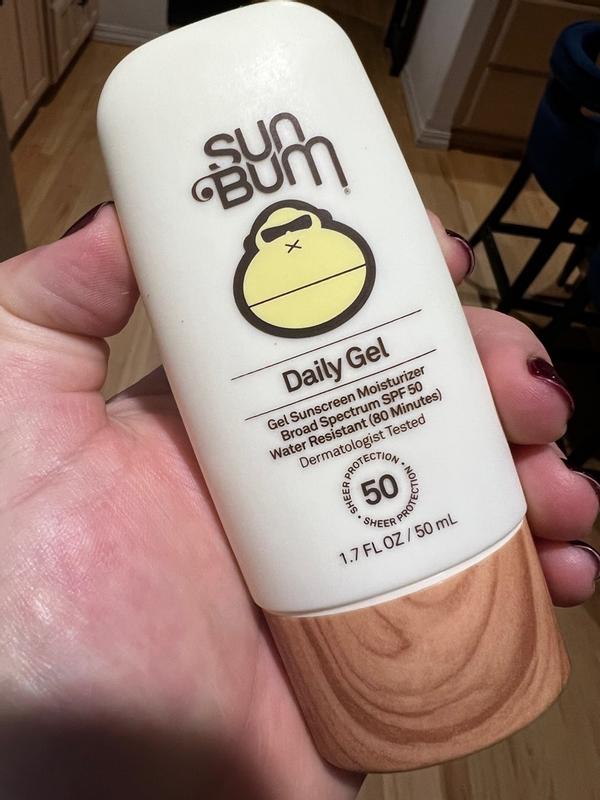 Sun
Bum®
Daily Gel
Gel Sunscreen Moisturizer
Broad Spectrum SPF 50
Water Resistant (80 Minutes)
Dermatologist Tested
SHEER PROTECTION •
50
SHEER PROTECTION •
1.7 FL OZ / 50 mL